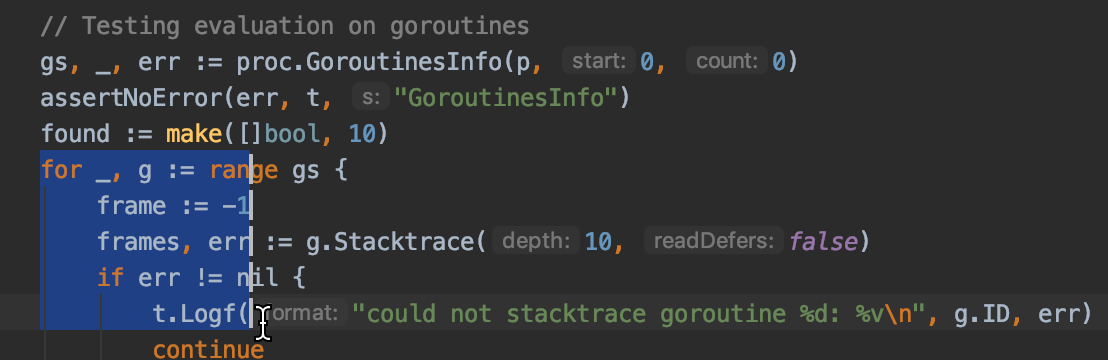 // Testing evaluation on goroutines
gs, _, err := proc.GoroutinesInfo(p, start: 0, count: 0)
assertNoError(err, t, s: "GoroutinesInfo")
found := make([]bool, 10)
for _, g := range gs {
frame := -1
frames, err := g.Stacktrace( depth: 10, readDefers: false)
if err != nil {
t.Logf( format: "could not stacktrace goroutine %d: %v\n", g.ID, err)
continue